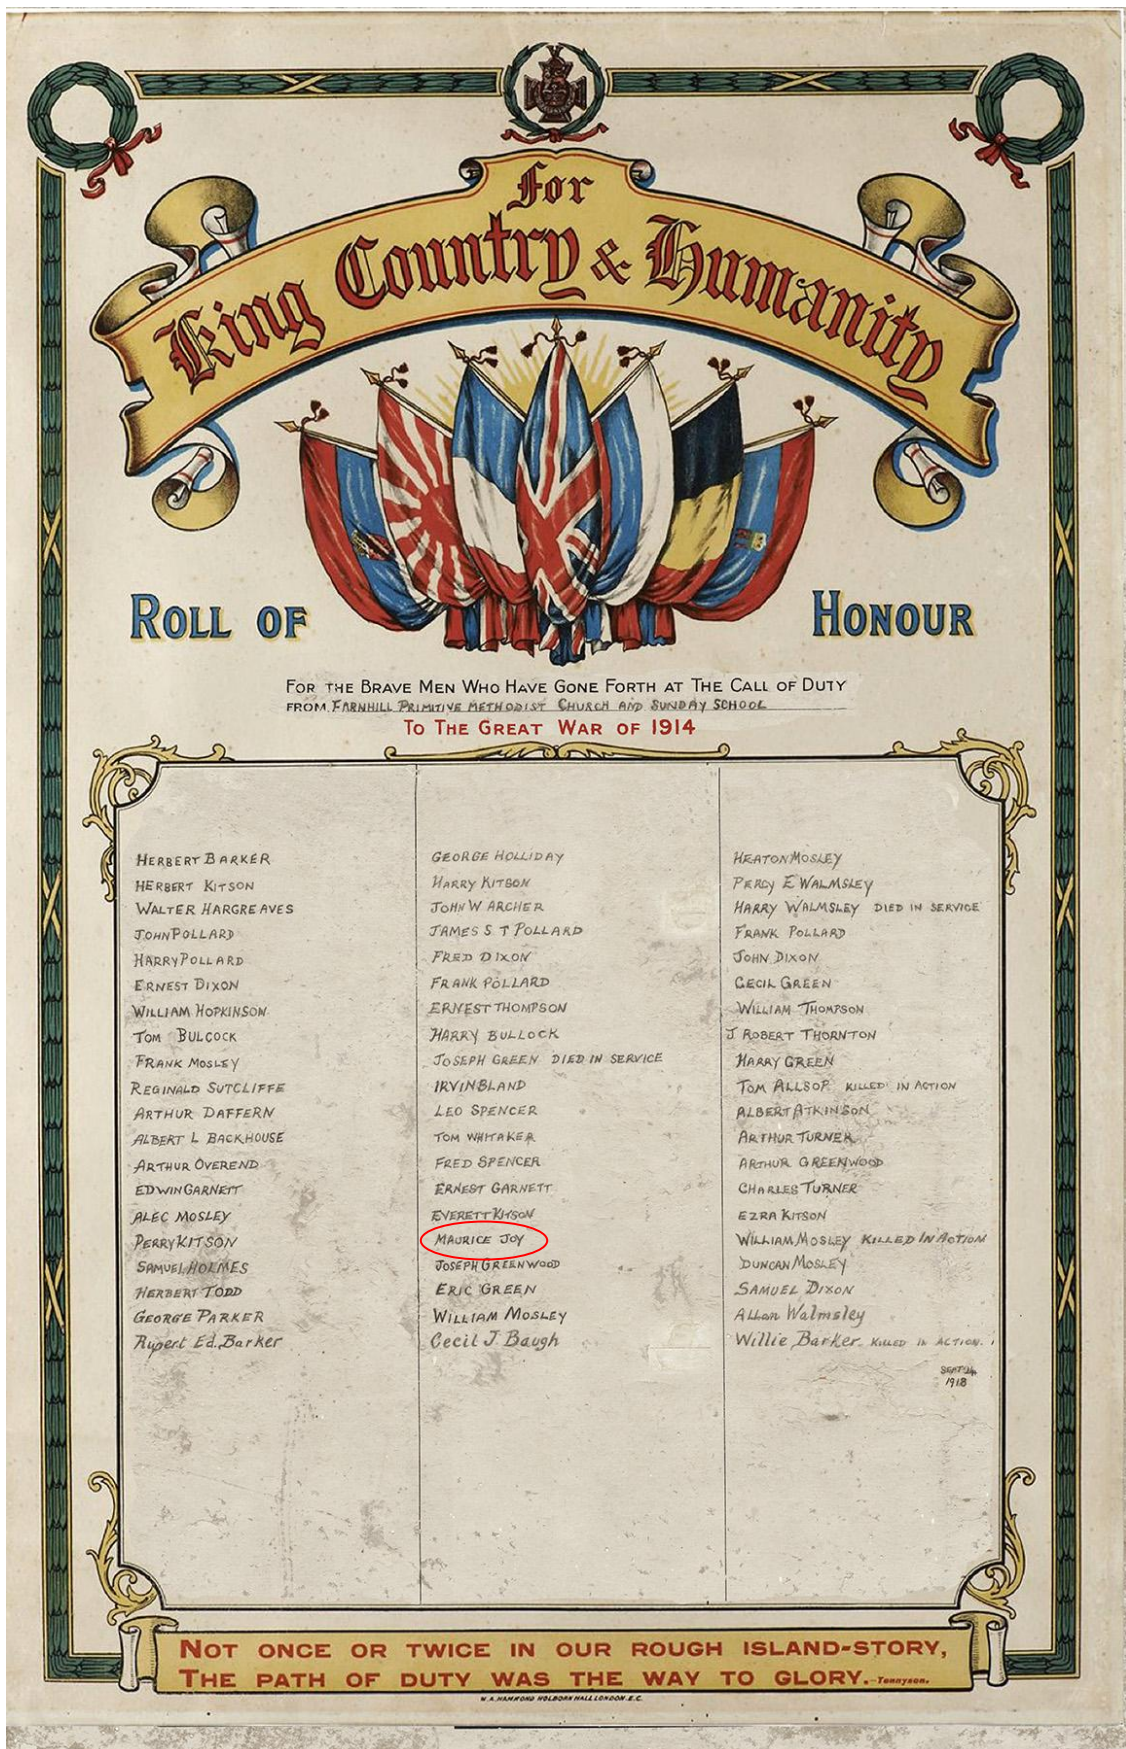 For
King Country & Humanity
ROLL OF HONOUR
FOR THE BRAVE MEN WHO HAVE GONE FORTH AT THE CALL OF DUTY
FROM FARNHILL PRIMITIVE METHODIST CHURCH AND SUNDAY SCHOOL
TO THE GREAT WAR OF 1914
HERBERT BARKER
HERBERT KITSON
WALTER HARGREAVES
JOHN POLLARD
HARRY POLLARD
ERNEST DIXON
WILLIAM HOPKINSON
TOM BULCOCK
FRANK MOSLEY
REGINALD SUTCLIFFE
ARTHUR DAFFERN
ALBERT L BACKHOUSE
ARTHUR OVEREND
EDWIN GARNETT
ALEC MOSLEY
PERRY KITSON
SAMUEL HOLMES
HERBERT TODD
GEORGE PARKER
Rupert Ed. Barker
GEORGE HOLLIDAY
HARRY KITSON
JOHN W ARCHER
JAMES S T POLLARD
FRED DIXON
FRANK POLLARD
ERNEST THOMPSON
HARRY BULLOCK
JOSEPH GREEN DIED IN SERVICE
IRVIN BLAND
LEO SPENCER
TOM WHITAKER
FRED SPENCER
ERNEST GARNETT
EVERETT KITSON
MAURICE JOY
JOSEPH GREENWOOD
ERIC GREEN
WILLIAM MOSLEY
Cecil J Baugh
HEATON MOSLEY
PERCY E WALMSLEY
HARRY WALMSLEY DIED IN SERVICE
FRANK POLLARD
JOHN DIXON
CECIL GREEN
WILLIAM THOMPSON
J ROBERT THORNTON
HARRY GREEN
TOM ALLSOP KILLED IN ACTION
ALBERT ATKINSON
ARTHUR TURNER
ARTHUR GREENWOOD
CHARLES TURNER
EZRA KITSON
WILLIAM MOSLEY KILLED IN ACTION
DUNCAN MOSLEY
SAMUEL DIXON
Allan Walmsley
Willie Barker KILLED IN ACTION.
SEPT 24
1918
NOT ONCE OR TWICE IN OUR ROUGH ISLAND-STORY,
THE PATH OF DUTY WAS THE WAY TO GLORY.-Tennyson.
W.A.HAMMOND HOLBORN HALL LONDON.E.C.